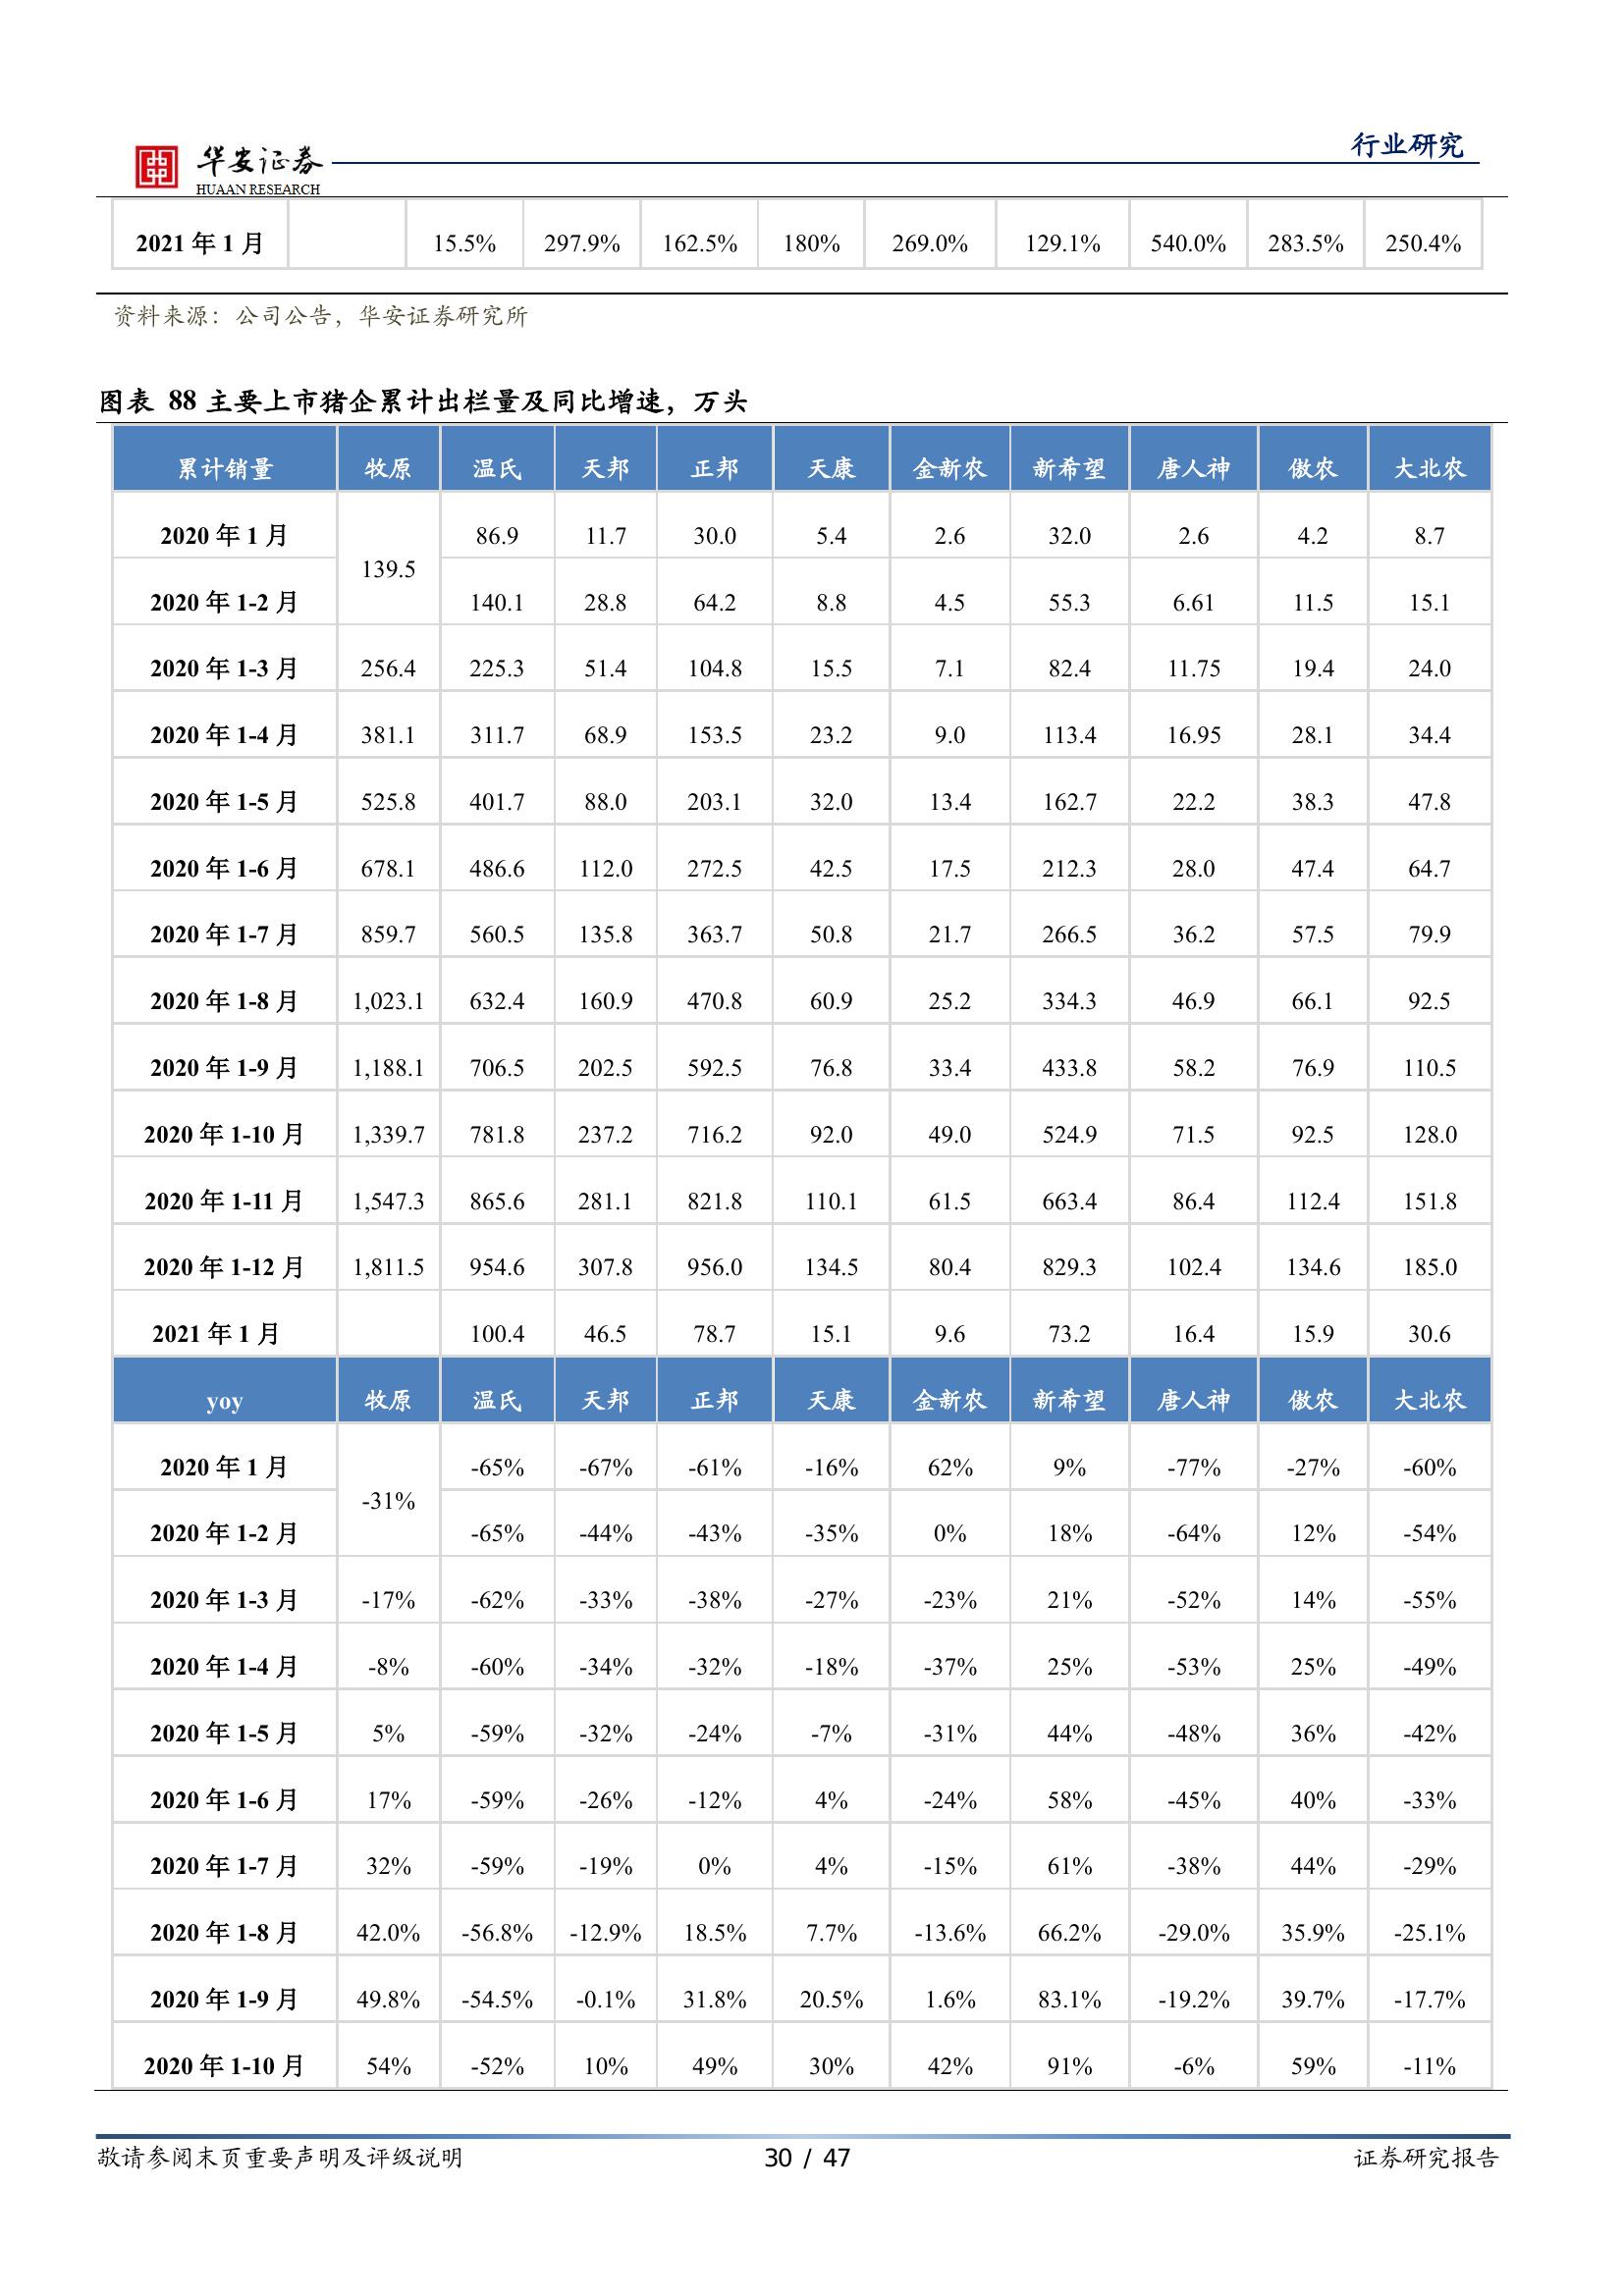 行业研究
华安证券
HUAAN RESEARCH
2021 年 1 月 15.5% 297.9% 162.5% 180% 269.0% 129.1% 540.0% 283.5% 250.4%
资料来源：公司公告，华安证券研究所
图表 88 主要上市猪企累计出栏量及同比增速，万头
累计销量 牧原 温氏 天邦 正邦 天康 金新农 新希望 唐人神 傲农 大北农
2020 年 1 月 139.5 86.9 11.7 30.0 5.4 2.6 32.0 2.6 4.2 8.7
2020 年 1-2 月 140.1 28.8 64.2 8.8 4.5 55.3 6.61 11.5 15.1
2020 年 1-3 月 256.4 225.3 51.4 104.8 15.5 7.1 82.4 11.75 19.4 24.0
2020 年 1-4 月 381.1 311.7 68.9 153.5 23.2 9.0 113.4 16.95 28.1 34.4
2020 年 1-5 月 525.8 401.7 88.0 203.1 32.0 13.4 162.7 22.2 38.3 47.8
2020 年 1-6 月 678.1 486.6 112.0 272.5 42.5 17.5 212.3 28.0 47.4 64.7
2020 年 1-7 月 859.7 560.5 135.8 363.7 50.8 21.7 266.5 36.2 57.5 79.9
2020 年 1-8 月 1,023.1 632.4 160.9 470.8 60.9 25.2 334.3 46.9 66.1 92.5
2020 年 1-9 月 1,188.1 706.5 202.5 592.5 76.8 33.4 433.8 58.2 76.9 110.5
2020 年 1-10 月 1,339.7 781.8 237.2 716.2 92.0 49.0 524.9 71.5 92.5 128.0
2020 年 1-11 月 1,547.3 865.6 281.1 821.8 110.1 61.5 663.4 86.4 112.4 151.8
2020 年 1-12 月 1,811.5 954.6 307.8 956.0 134.5 80.4 829.3 102.4 134.6 185.0
2021 年 1 月 100.4 46.5 78.7 15.1 9.6 73.2 16.4 15.9 30.6
yoy 牧原 温氏 天邦 正邦 天康 金新农 新希望 唐人神 傲农 大北农
2020 年 1 月 -31% -65% -67% -61% -16% 62% 9% -77% -27% -60%
2020 年 1-2 月 -65% -44% -43% -35% 0% 18% -64% 12% -54%
2020 年 1-3 月 -17% -62% -33% -38% -27% -23% 21% -52% 14% -55%
2020 年 1-4 月 -8% -60% -34% -32% -18% -37% 25% -53% 25% -49%
2020 年 1-5 月 5% -59% -32% -24% -7% -31% 44% -48% 36% -42%
2020 年 1-6 月 17% -59% -26% -12% 4% -24% 58% -45% 40% -33%
2020 年 1-7 月 32% -59% -19% 0% 4% -15% 61% -38% 44% -29%
2020 年 1-8 月 42.0% -56.8% -12.9% 18.5% 7.7% -13.6% 66.2% -29.0% 35.9% -25.1%
2020 年 1-9 月 49.8% -54.5% -0.1% 31.8% 20.5% 1.6% 83.1% -19.2% 39.7% -17.7%
2020 年 1-10 月 54% -52% 10% 49% 30% 42% 91% -6% 59% -11%
敬请参阅末页重要声明及评级说明 30 / 47 证券研究报告